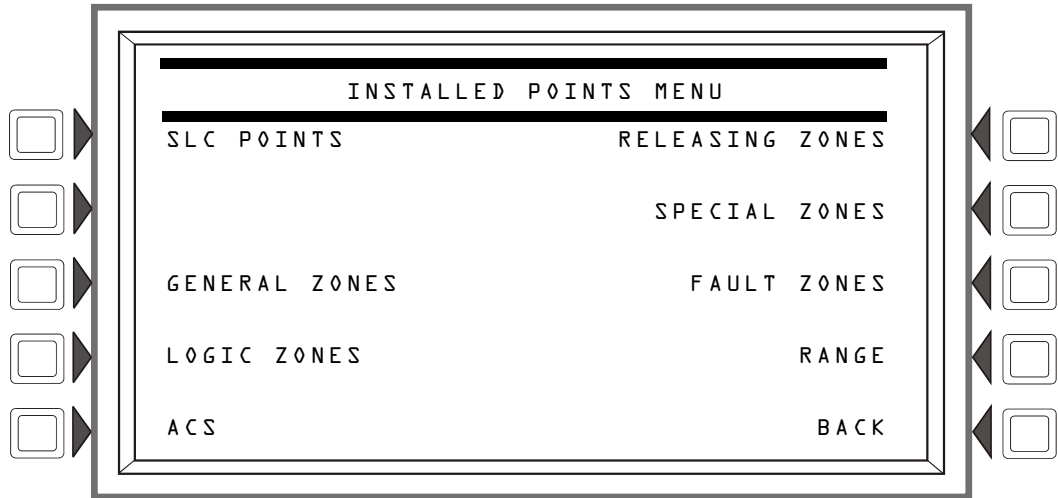 INSTALLED POINTS MENU
SLC POINTS RELEASING ZONES
SPECIAL ZONES
GENERAL ZONES FAULT ZONES
LOGIC ZONES RANGE
ACS BACK